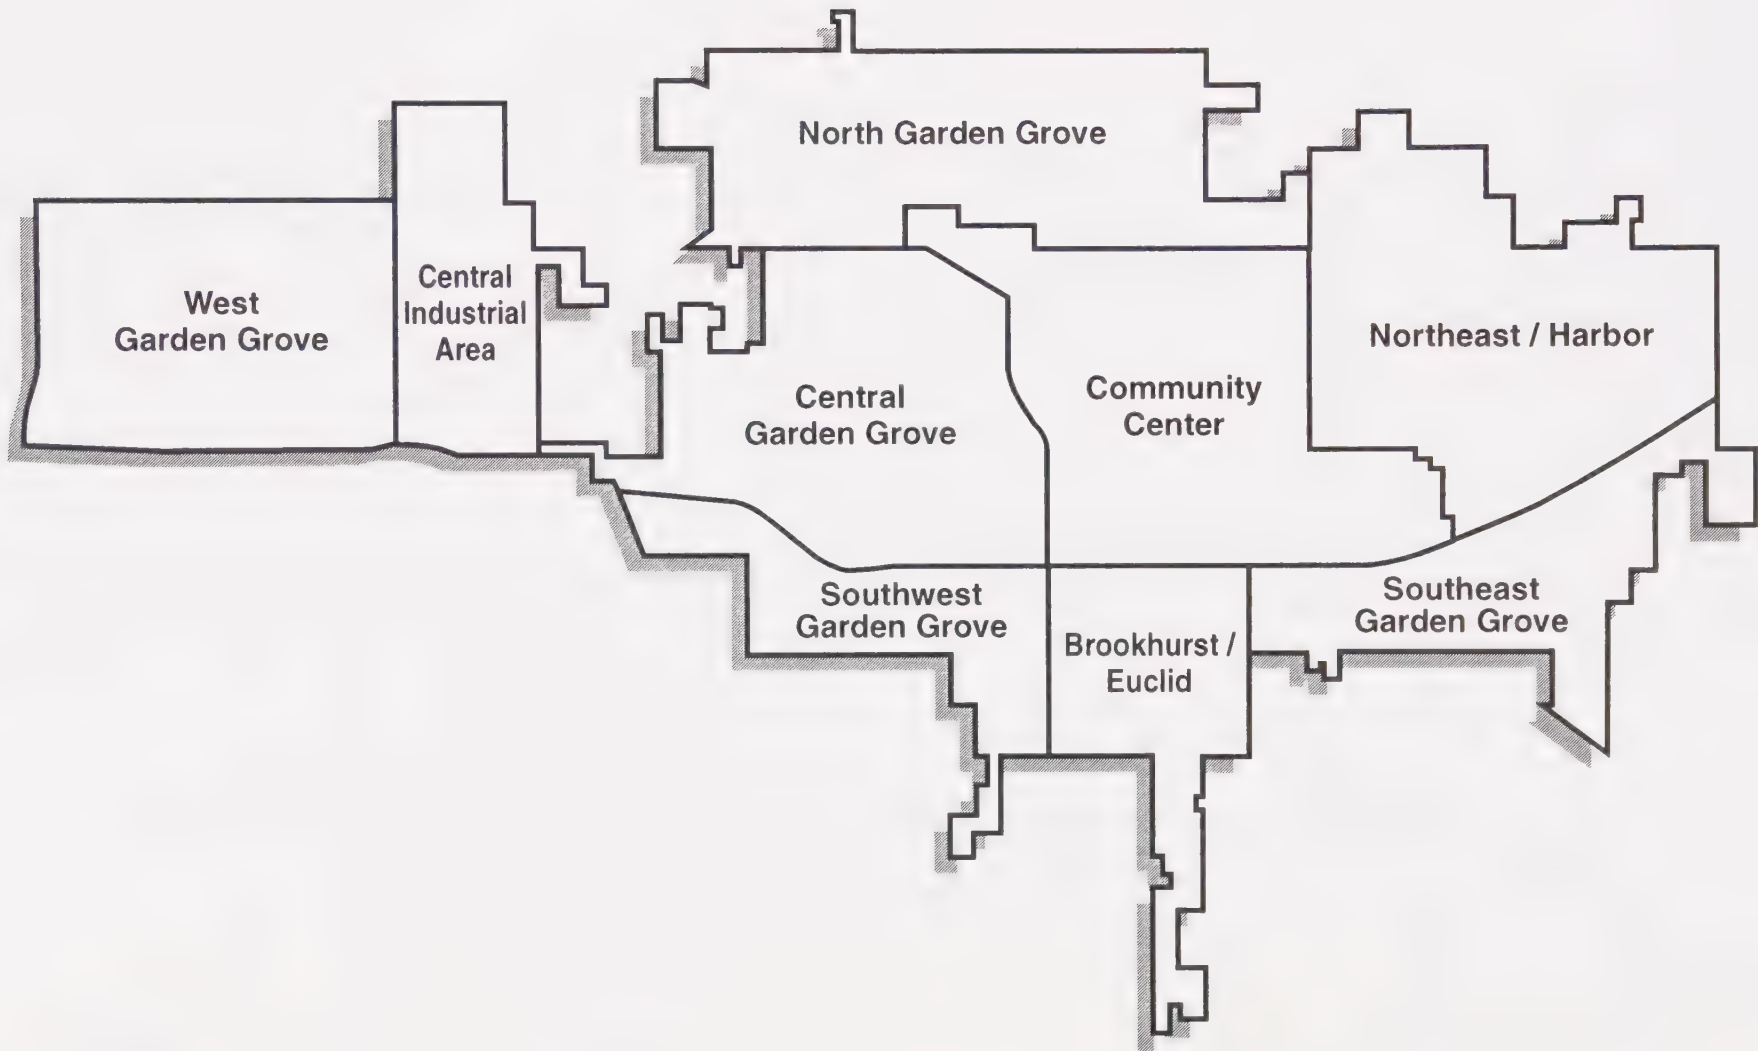 North Garden Grove
West
Garden Grove
Central
Industrial
Area
Northeast / Harbor
Central
Garden Grove
Community
Center
Southwest
Garden Grove
Brookhurst /
Euclid
Southeast
Garden Grove